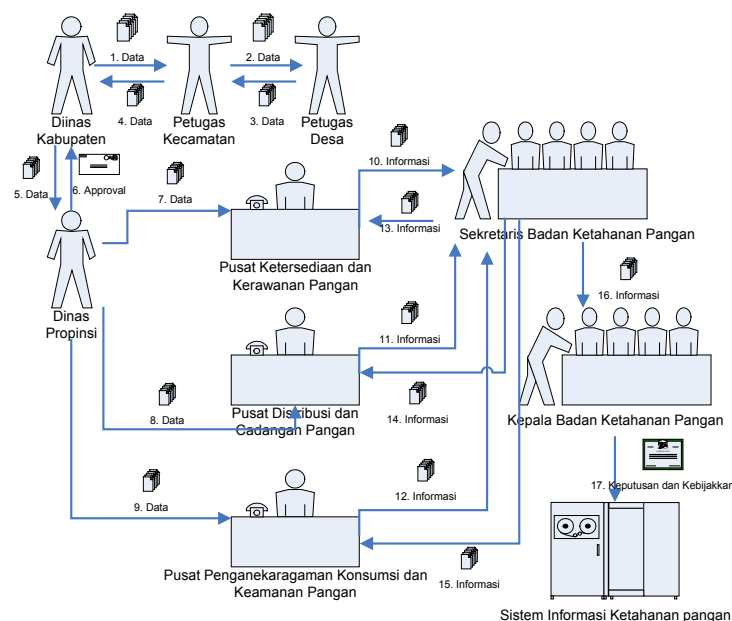 1. Data
2. Data
4. Data
3. Data
Diinas
Kabupaten
Petugas
Kecamatan
Petugas
Desa
5. Data
6. Approval
7. Data
10. Informasi
13. Informasi
Sekretaris Badan Ketahanan Pangan
Pusat Ketersediaan dan
Kerawanan Pangan
Dinas
Propinsi
16. Informasi
11. Informasi
8. Data
Pusat Distribusi dan
Cadangan Pangan
14. Informasi
Kepala Badan Ketahanan Pangan
17. Keputusan dan Kebijakkan
9. Data
12. Informasi
Pusat Penganekaragaman Konsumsi dan
Keamanan Pangan
15. Informasi
Sistem Informasi Ketahanan pangan